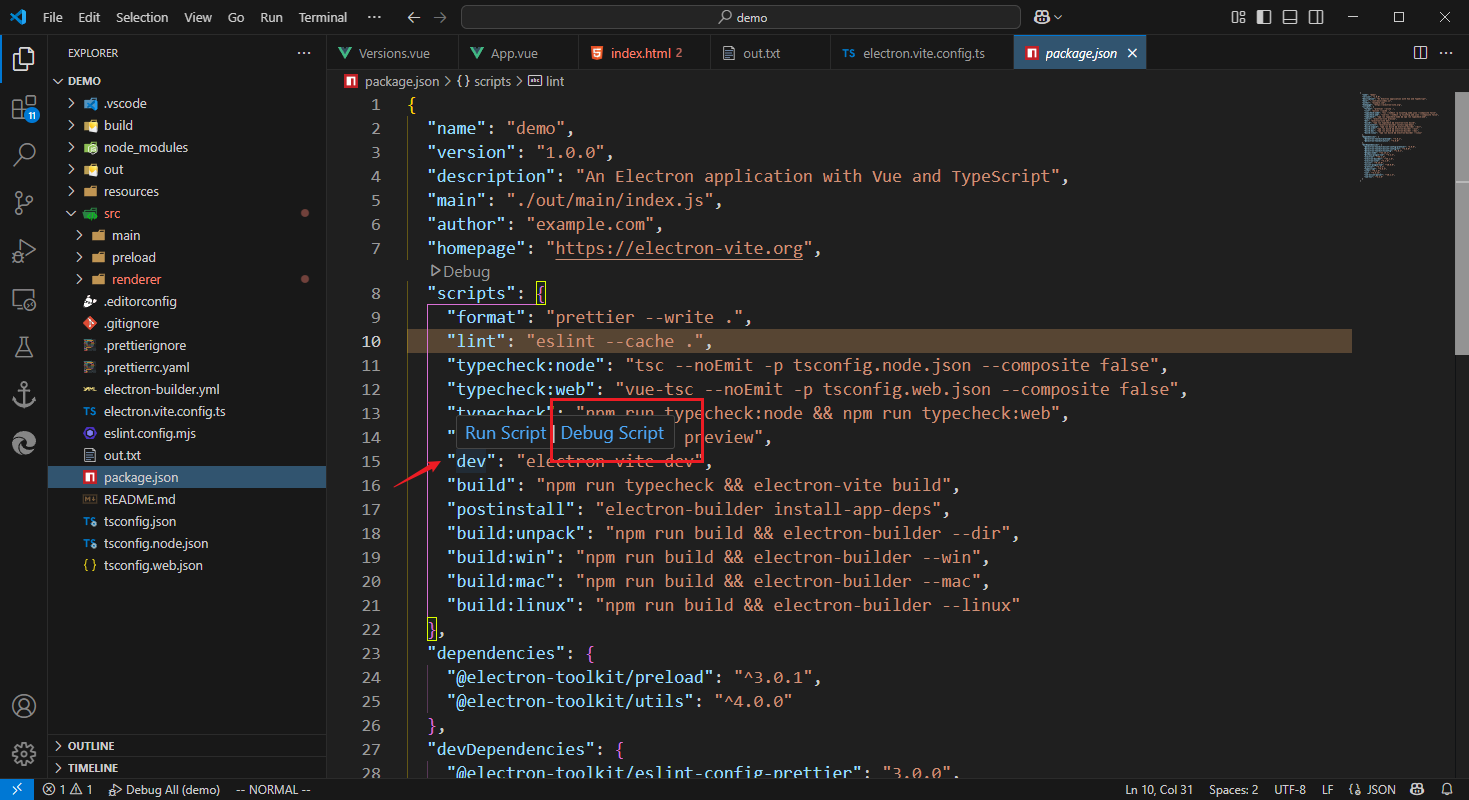 File Edit Selection View Go Run Terminal ··· demo
EXPLORER ···
DEMO
.vscode
build
node_modules
out
resources
src
main
preload
renderer
.editorconfig
.gitignore
.prettierignore
.prettierrc.yaml
electron-builder.yml
TS electron.vite.config.ts
eslint.config.mjs
out.txt
package.json
README.md
TS tsconfig.json
TS tsconfig.node.json
{ } tsconfig.web.json
OUTLINE
TIMELINE
11
Versions.vue App.vue index.html 2 out.txt TS electron.vite.config.ts package.json
package.json > {} scripts > abc lint
1 {
2 "name": "demo",
3 "version": "1.0.0",
4 "description": "An Electron application with Vue and TypeScript",
5 "main": "./out/main/index.js",
6 "author": "example.com",
7 "homepage": "https://electron-vite.org",
Debug
8 "scripts": {
9 "format": "prettier --write .",
10 "lint": "eslint --cache .",
11 "typecheck:node": "tsc --noEmit -p tsconfig.node.json --composite false",
12 "typecheck:web": "vue-tsc --noEmit -p tsconfig.web.json --composite false",
13 "typecheck": "npm run typecheck:node && npm run typecheck:web",
Run Script | Debug Script
14 " preview",
15 "dev": "electron-vite dev",
16 "build": "npm run typecheck && electron-vite build",
17 "postinstall": "electron-builder install-app-deps",
18 "build:unpack": "npm run build && electron-builder --dir",
19 "build:win": "npm run build && electron-builder --win",
20 "build:mac": "npm run build && electron-builder --mac",
21 "build:linux": "npm run build && electron-builder --linux"
22 },
23 "dependencies": {
24 "@electron-toolkit/preload": "^3.0.1",
25 "@electron-toolkit/utils": "^4.0.0"
26 },
27 "devDependencies": {
28 "@electron-toolkit/eslint-config-prettier": "3.0.0",
1 1 Debug All (demo) -- NORMAL -- Ln 10, Col 31 Spaces: 2 UTF-8 LF JSON